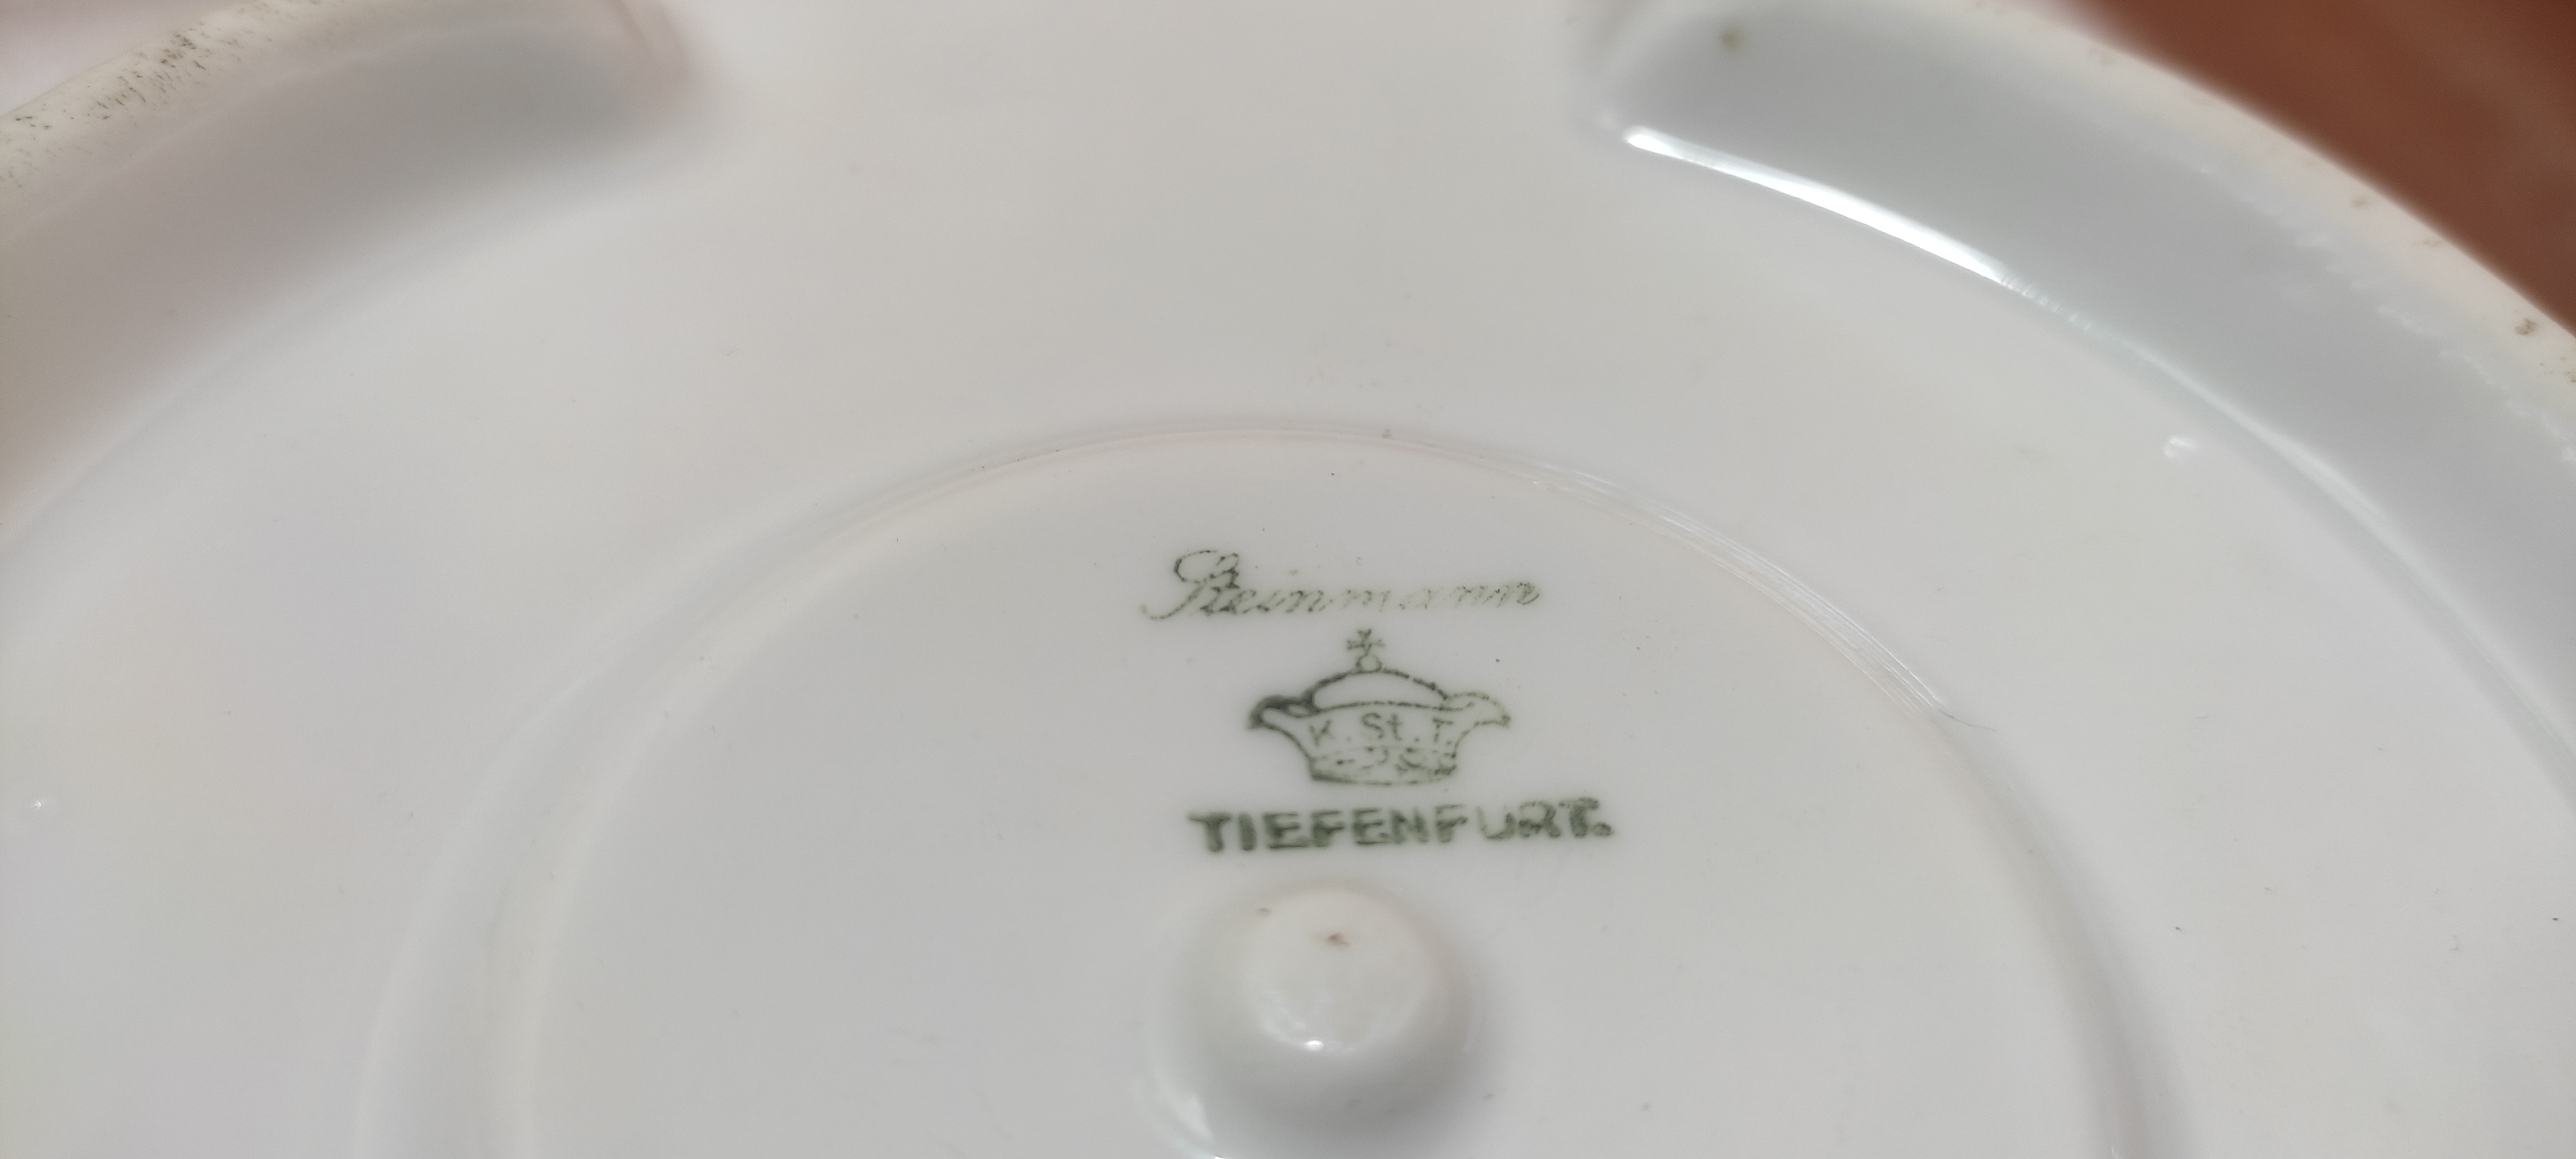 Steinmann
K. St. T.
TIEFENFURT.